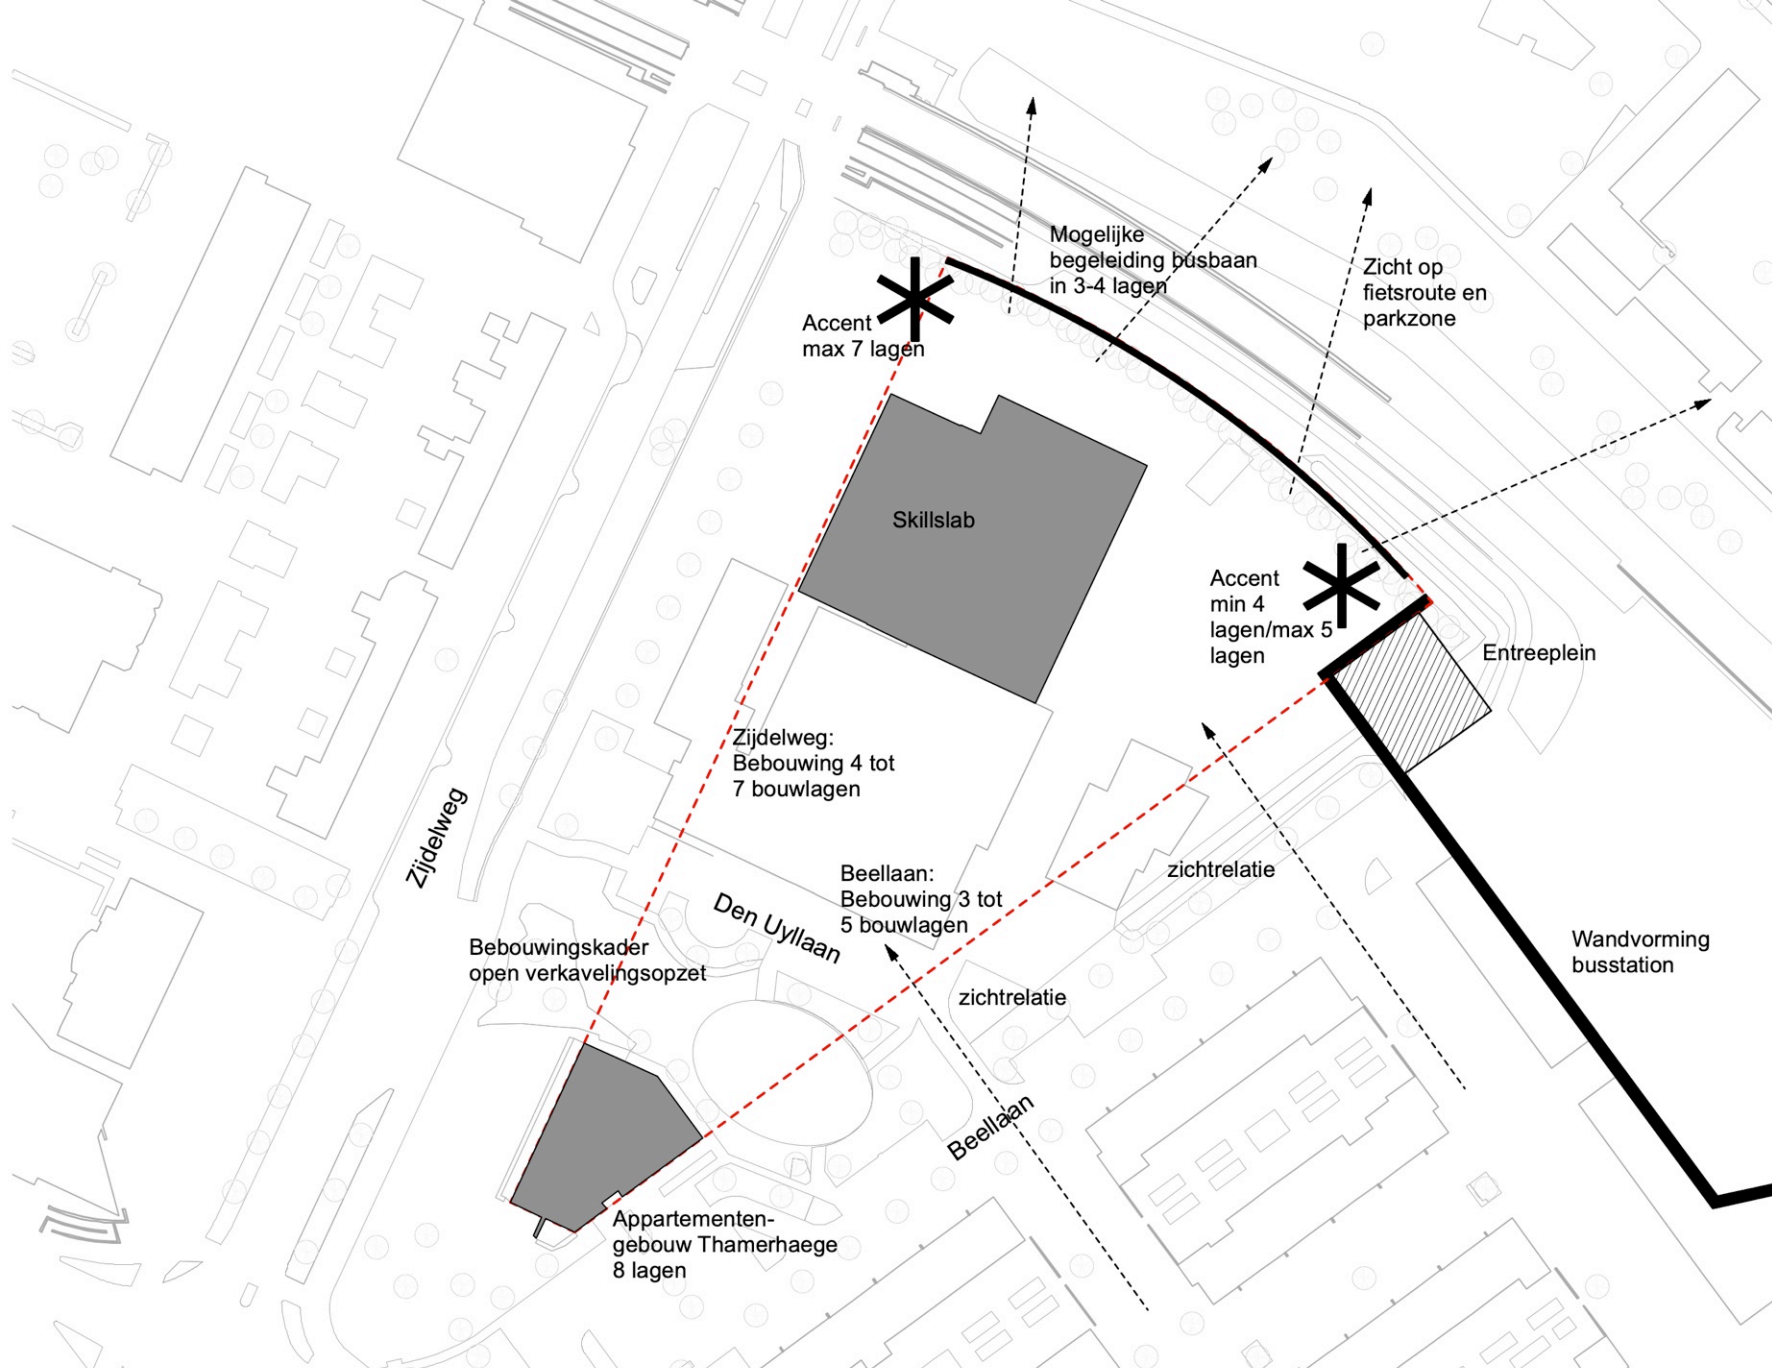 Mogelijke
begeleiding busbaan
in 3-4 lagen
Zicht op
fietsroute en
parkzone
Accent
max 7 lagen
Skillslab
Accent
min 4
lagen/max 5
lagen
Entreeplein
Zijdelweg:
Bebouwing 4 tot
7 bouwlagen
Zijdelweg
Beellaan:
Bebouwing 3 tot
5 bouwlagen
zichtrelatie
Den Uyllaan
Bebouwingskader
open verkavelingsopzet
zichtrelatie
Wandvorming
busstation
Beellaan
Appartementen-
gebouw Thamerhaege
8 lagen